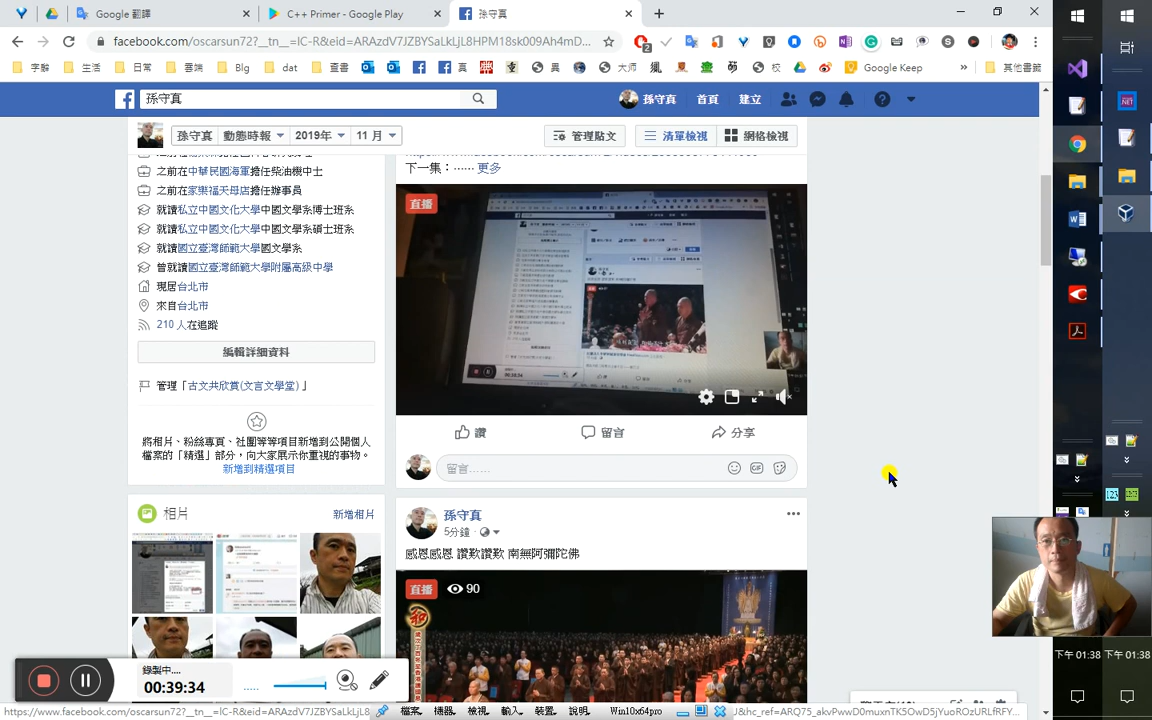 Google 翻譯
C++ Primer - Google Play
孫守真
facebook.com/oscarsun72?__tn__=lC-R&eid=ARAzdV7JZBYSaLkLjL8HPM18sk009Ah4mD...
字辭 生活 日常 雲端 Blg dat 查書 真 異 大师 校 Google Keep 其他書籤
孫守真
孫守真 首頁 建立
孫守真 動態時報 2019年 11 月
管理貼文 清單檢視 網格檢視
之前在中華民國海軍擔任柴油機中士
之前在家樂福天母店擔任辦事員
就讀私立中國文化大學中國文學系博士班系
就讀私立中國文化大學中國文學系碩士班系
就讀國立臺灣師範大學國文學系
曾就讀國立臺灣師範大學附屬高級中學
現居台北市
來自台北市
210 人在追蹤
編輯詳細資料
管理「古文共欣賞(文言文學堂) 」
將相片、粉絲專頁、社團等等項目新增到公開個人
檔案的「精選」部分，向大家展示你重視的事物。
新增到精選項目
相片 新增相片
下一集：⋯⋯ 更多
直播
讚 留言 分享
留言......
孫守真
5分鐘
感恩感恩 讚歎讚歎 南無阿彌陀佛
直播 90
錄製中....
00:39:34
檔案 機器 檢視 輸入 裝置 說明 Win10x64pro
下午 01:38 下午 01:38